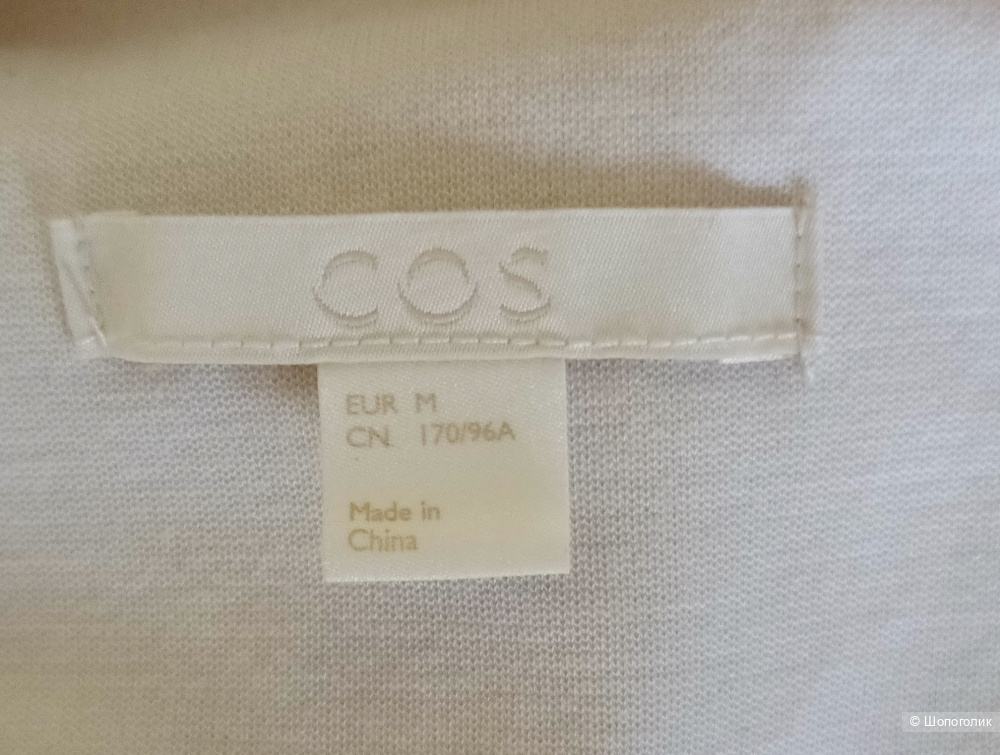 COS
EUR M
CN. 170/96A
Made in
China
© Шопоголик